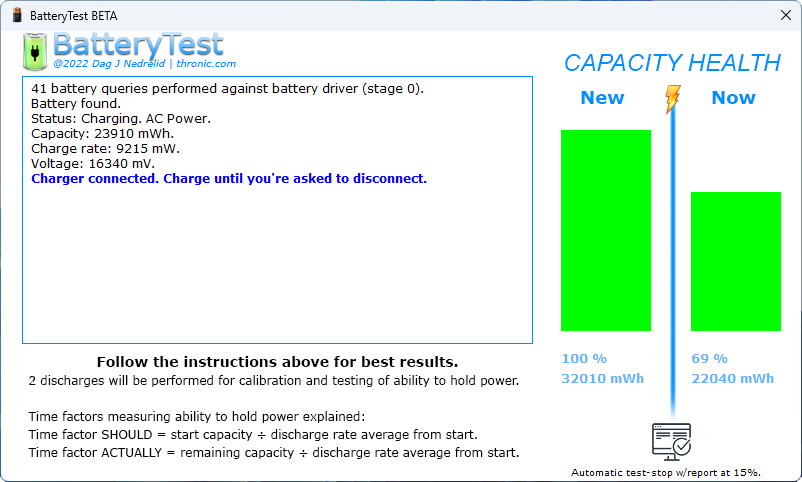 BatteryTest BETA
BatteryTest
@2022 Dag J Nedrelid | thronic.com
41 battery queries performed against battery driver (stage 0).
Battery found.
Status: Charging. AC Power.
Capacity: 23910 mWh.
Charge rate: 9215 mW.
Voltage: 16340 mV.
Charger connected. Charge until you're asked to disconnect.
Follow the instructions above for best results.
2 discharges will be performed for calibration and testing of ability to hold power.
Time factors measuring ability to hold power explained:
Time factor SHOULD = start capacity ÷ discharge rate average from start.
Time factor ACTUALLY = remaining capacity ÷ discharge rate average from start.
CAPACITY HEALTH
New
Now
100 %
69 %
32010 mWh
22040 mWh
Automatic test-stop w/report at 15%.